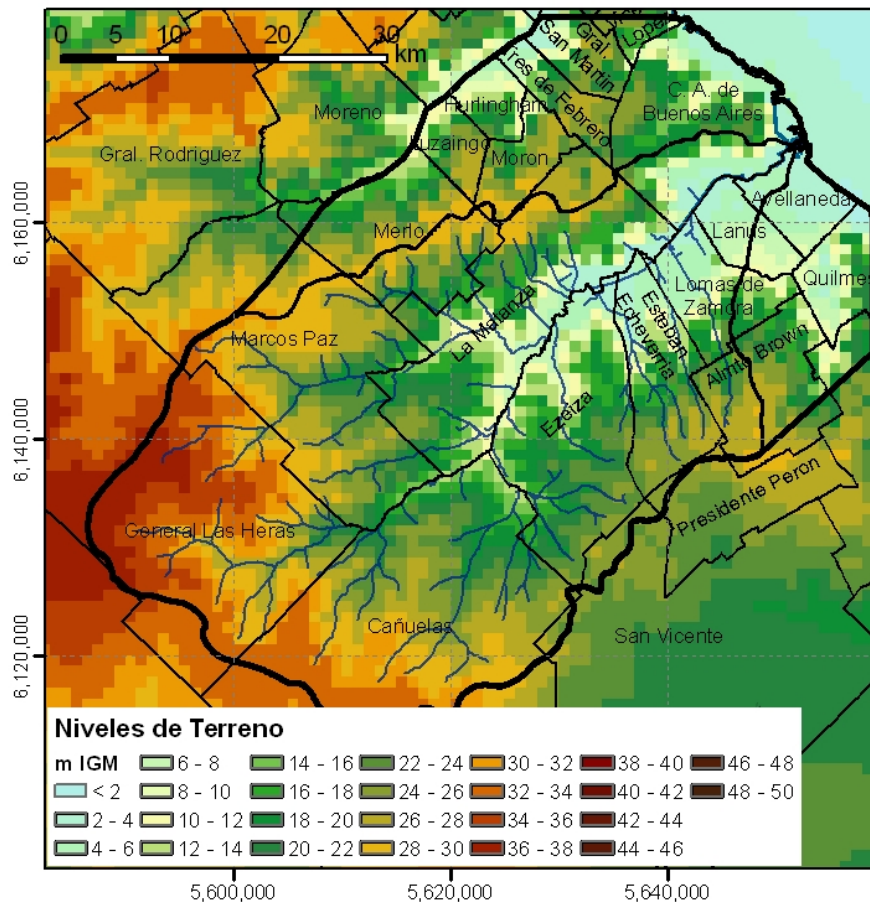 0 5 10 20 30
km
Lope
Gral.
San Martin
Tres de Febrero
C. A. de
Buenos Aires
Moreno
Hurlingham
Gral. Rodriguez
Ituzaingo
Moron
Avellaneda
Merlo
Lanus
Quilmes
Lomas de
Zamora
La Matanza
Esteban
Echeverria
Marcos Paz
Almte Brown
Ezeiza
Presidente Peron
General Las Heras
Cañuelas
San Vicente
6,160,000
6,140,000
6,120,000
Niveles de Terreno
m IGM
< 2
2 - 4
4 - 6
6 - 8
8 - 10
10 - 12
12 - 14
14 - 16
16 - 18
18 - 20
20 - 22
22 - 24
24 - 26
26 - 28
28 - 30
30 - 32
32 - 34
34 - 36
36 - 38
38 - 40
40 - 42
42 - 44
44 - 46
46 - 48
48 - 50
5,600,000 5,620,000 5,640,000